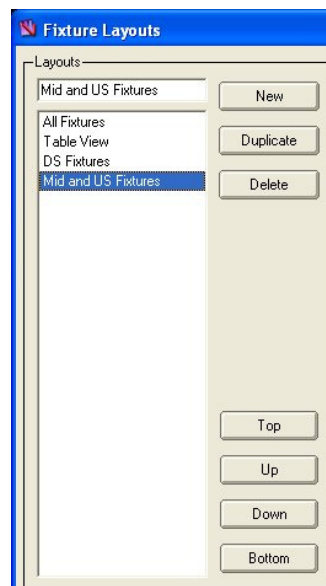 Fixture Layouts
Layouts
Mid and US Fixtures
New
All Fixtures
Table View
DS Fixtures
Mid and US Fixtures
Duplicate
Delete
Top
Up
Down
Bottom